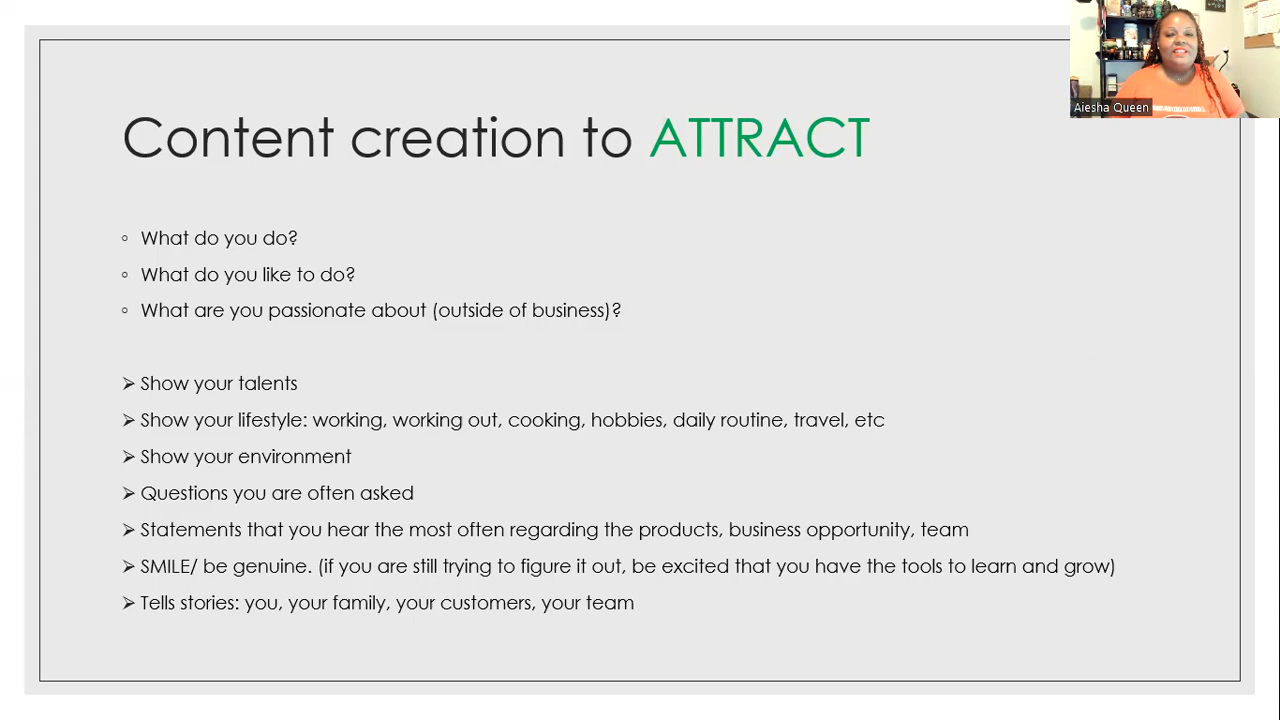 Content creation to ATTRACT
Aiesha Queen
◦ What do you do?
◦ What do you like to do?
◦ What are you passionate about (outside of business)?
➢ Show your talents
➢ Show your lifestyle: working, working out, cooking, hobbies, daily routine, travel, etc
➢ Show your environment
➢ Questions you are often asked
➢ Statements that you hear the most often regarding the products, business opportunity, team
➢ SMILE/ be genuine. (if you are still trying to figure it out, be excited that you have the tools to learn and grow)
➢ Tells stories: you, your family, your customers, your team